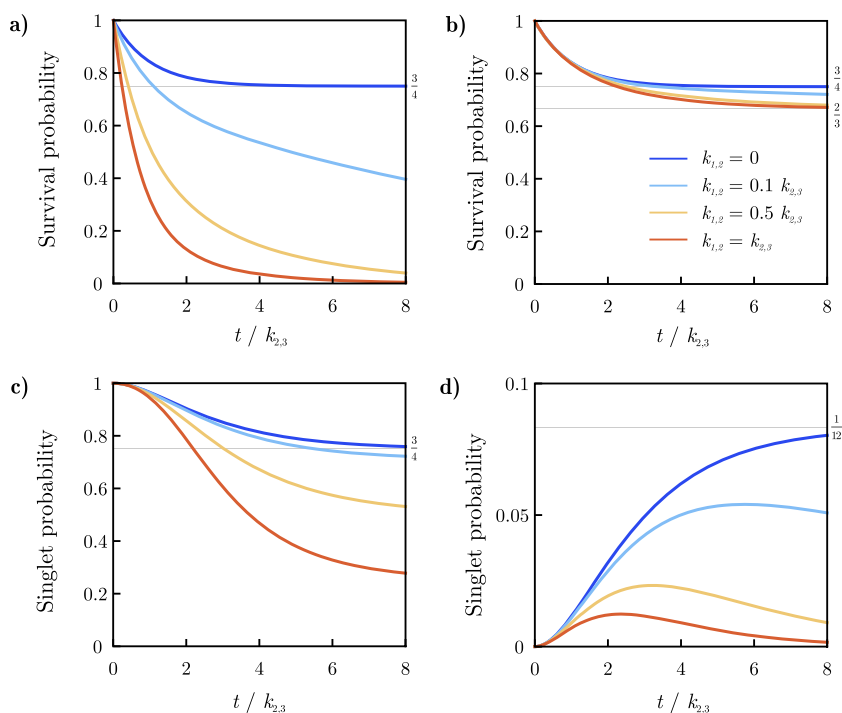 a)
Survival probability
1
0.8
0.6
0.4
0.2
0
0 2 4 6 8
t / k2,3
3/4
b)
Survival probability
1
0.8
0.6
0.4
0.2
0
0 2 4 6 8
t / k2,3
3/4
2/3
k1,2 = 0
k1,2 = 0.1 k2,3
k1,2 = 0.5 k2,3
k1,2 = k2,3
c)
Singlet probability
1
0.8
0.6
0.4
0.2
0
0 2 4 6 8
t / k2,3
3/4
d)
Singlet probability
0.1
0.05
0
0 2 4 6 8
t / k2,3
1/12